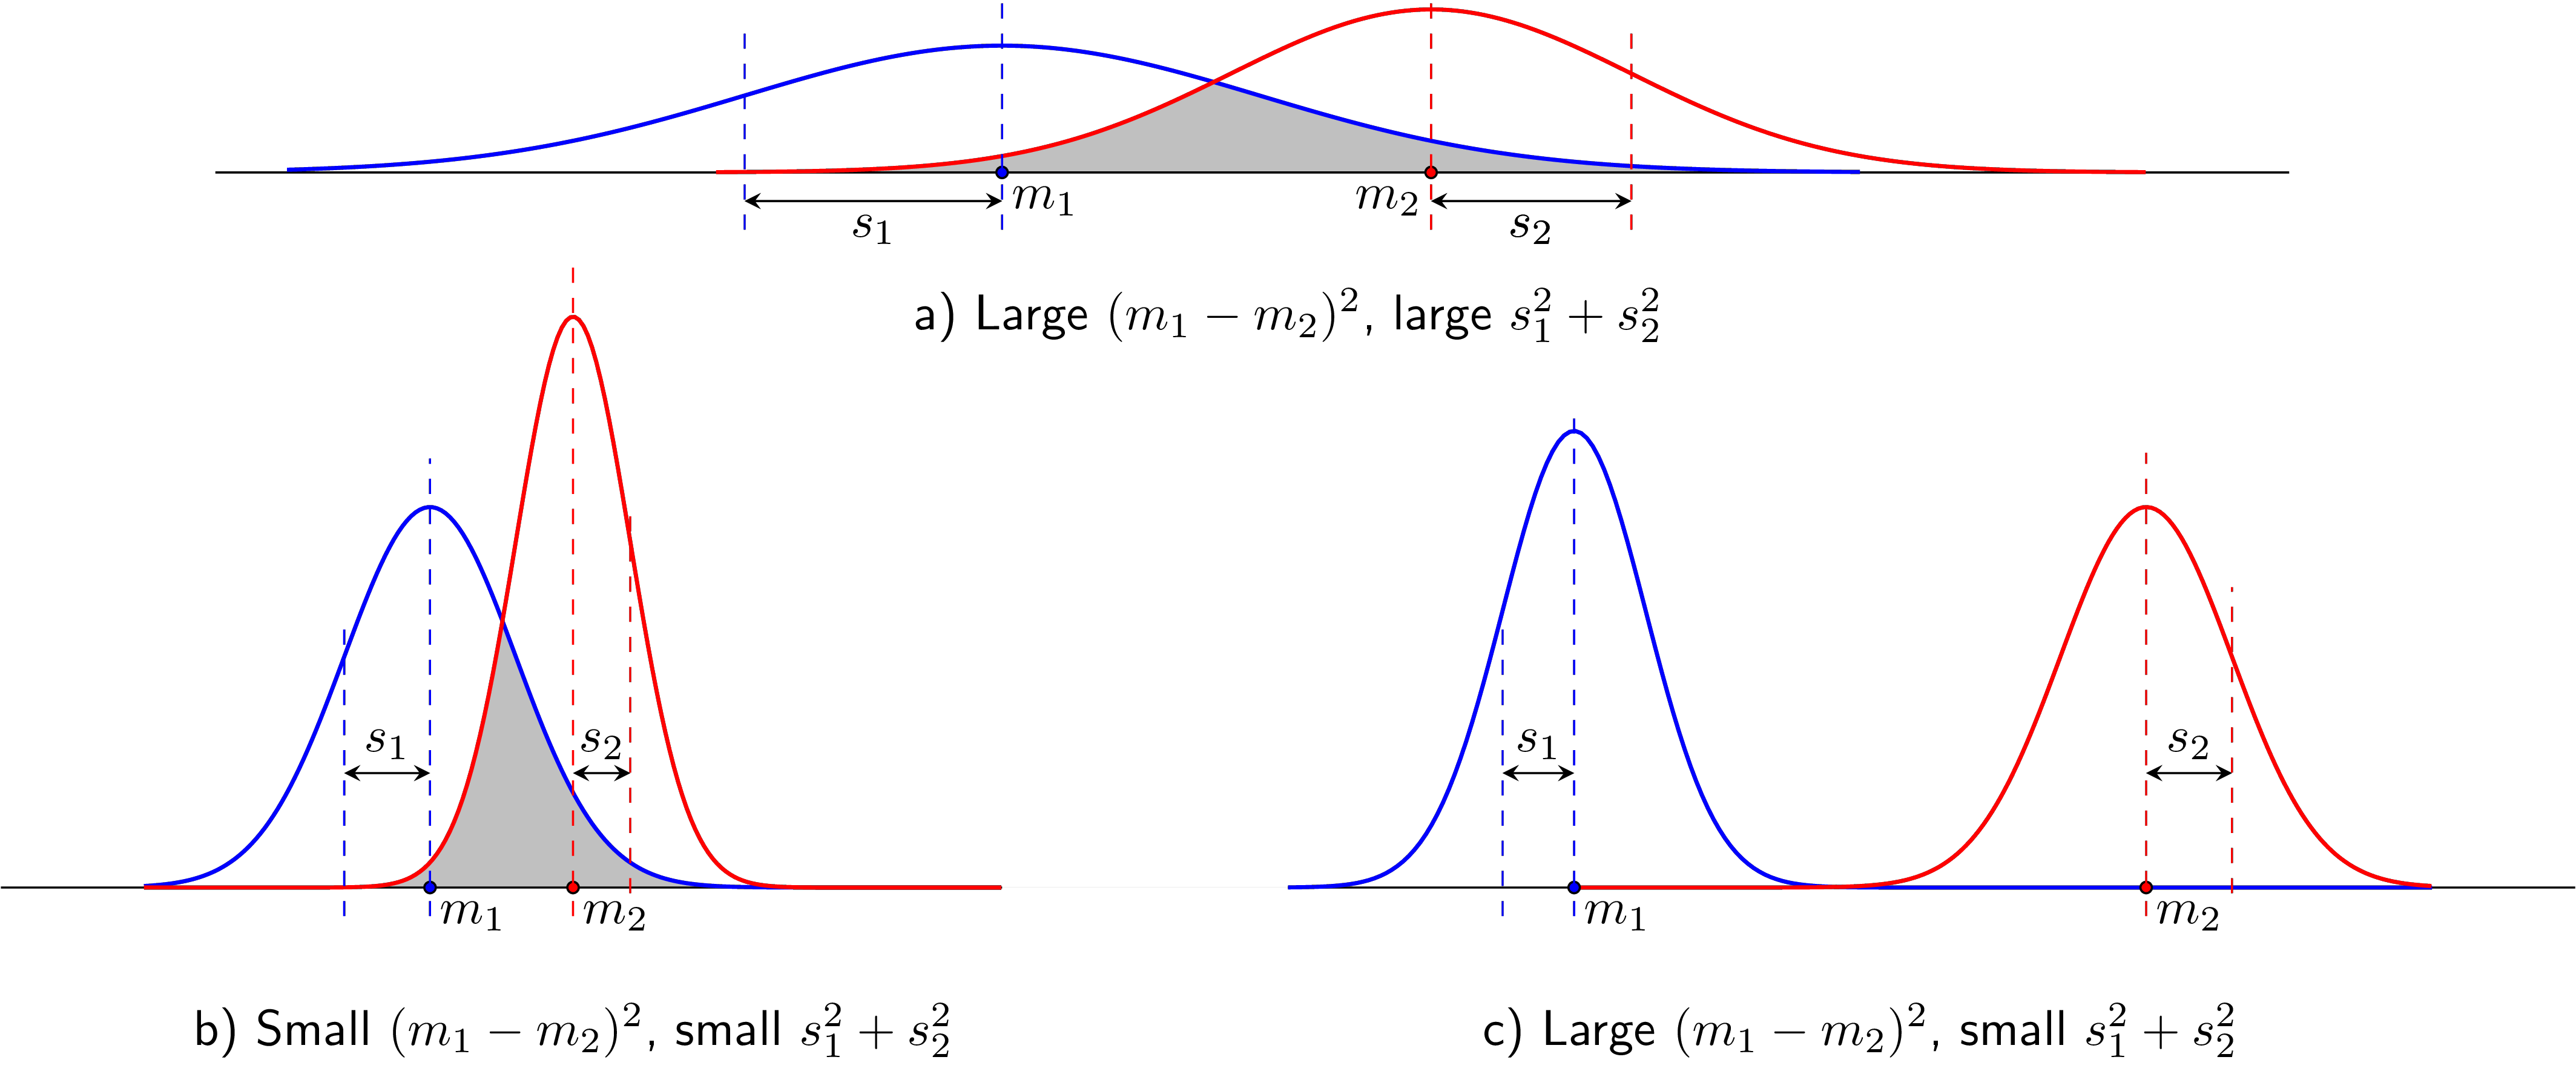 m₁ m₂
s₁ s₂
a) Large (m₁ − m₂)², large s₁² + s₂²
s₁ s₂ s₁ s₂
m₁ m₂ m₁ m₂
b) Small (m₁ − m₂)², small s₁² + s₂²
c) Large (m₁ − m₂)², small s₁² + s₂²